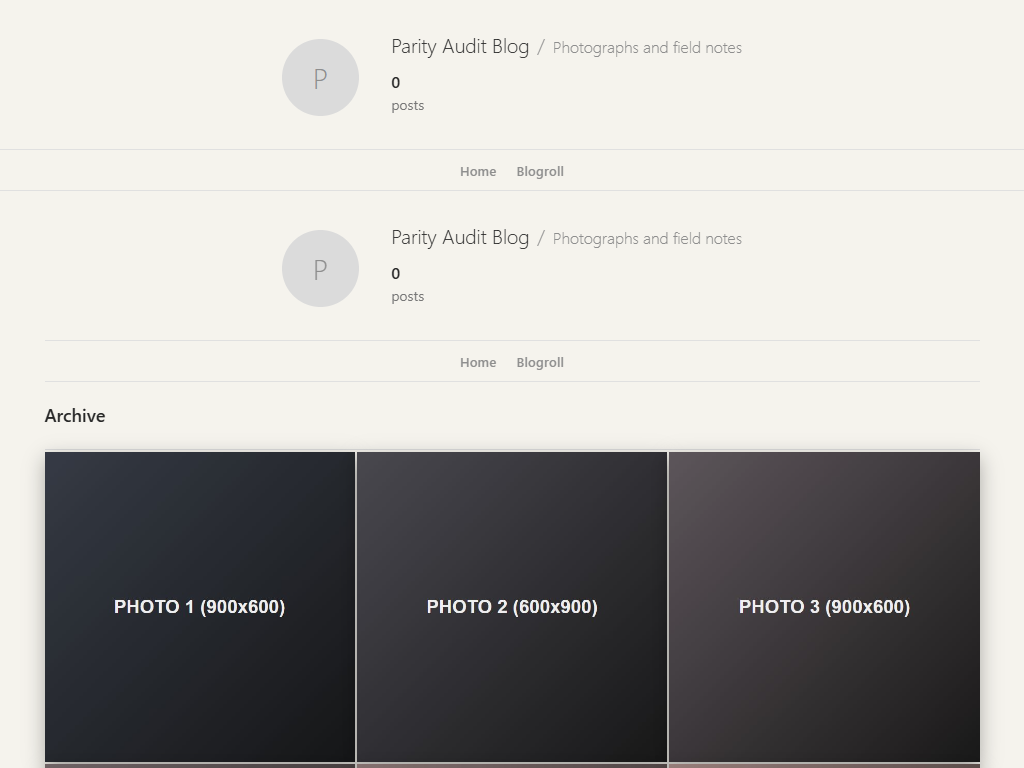 P
Parity Audit Blog / Photographs and field notes
0
posts
Home Blogroll
P
Parity Audit Blog / Photographs and field notes
0
posts
Home Blogroll
Archive
PHOTO 1 (900x600) PHOTO 2 (600x900) PHOTO 3 (900x600)